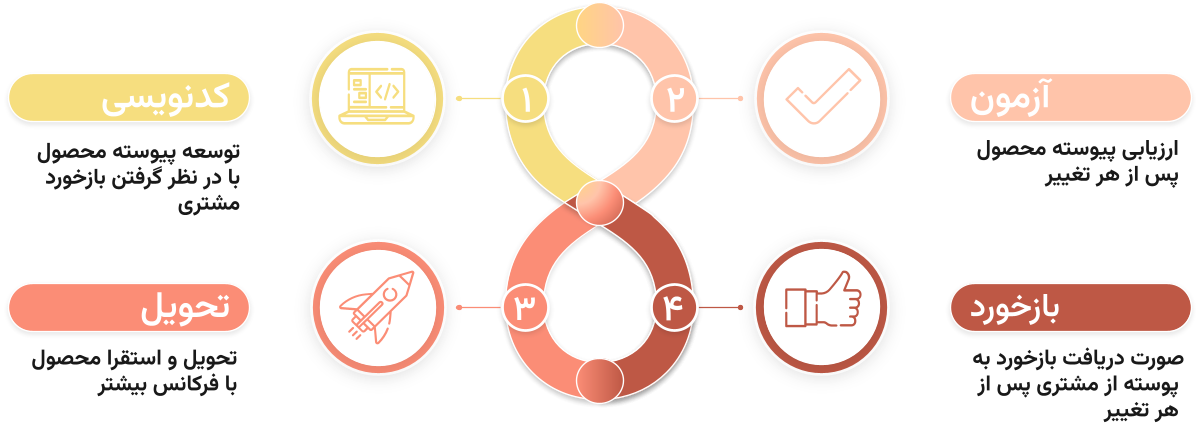 کدنویسی
توسعه پیوسته محصول
با در نظر گرفتن بازخورد
مشتری
۱
۲
آزمون
ارزیابی پیوسته محصول
پس از هر تغییر
تحویل
تحویل و استقرا محصول
با فرکانس بیشتر
۳
۴
بازخورد
صورت دریافت بازخورد به
پوسته از مشتری پس از
هر تغییر